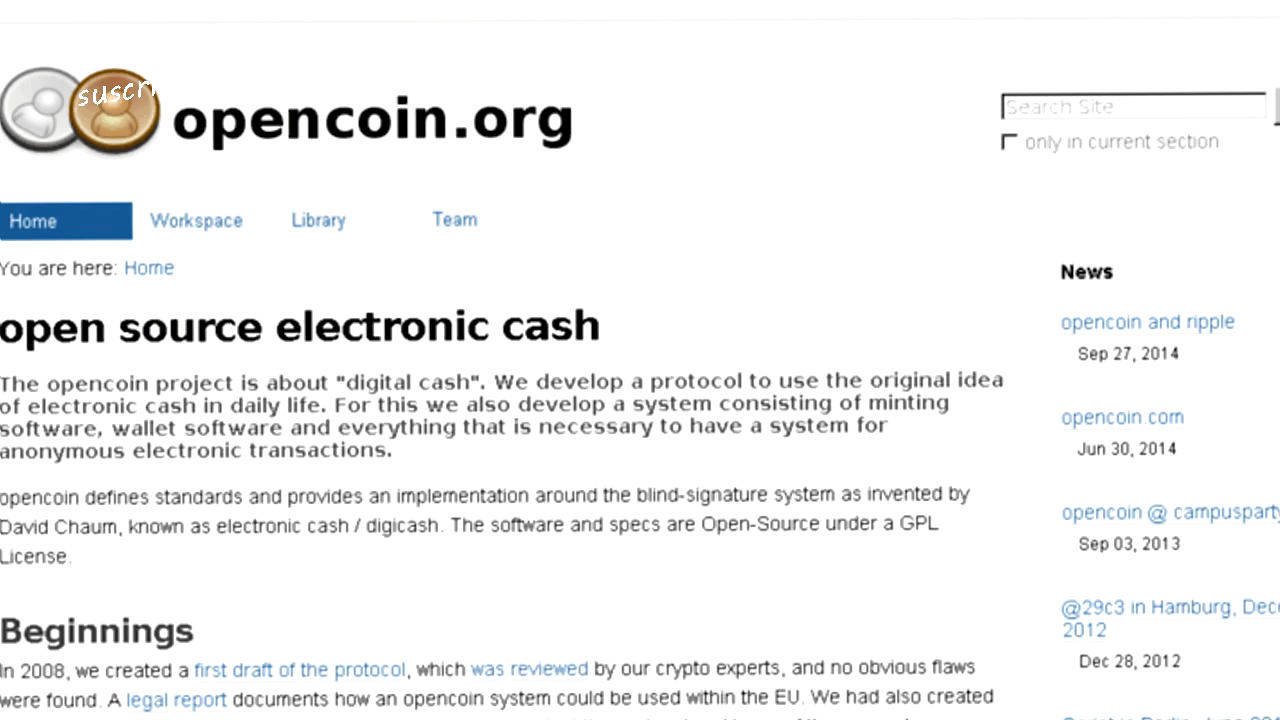 suscri
opencoin.org
Search Site
only in current section
Home
Workspace
Library
Team
You are here: Home
open source electronic cash
The opencoin project is about "digital cash". We develop a protocol to use the original idea
of electronic cash in daily life. For this we also develop a system consisting of minting
software, wallet software and everything that is necessary to have a system for
anonymous electronic transactions.
opencoin defines standards and provides an implementation around the blind-signature system as invented by
David Chaum, known as electronic cash / digicash. The software and specs are Open-Source under a GPL
License.
Beginnings
In 2008, we created a first draft of the protocol, which was reviewed by our crypto experts, and no obvious flaws
were found. A legal report documents how an opencoin system could be used within the EU. We had also created
News
opencoin and ripple
Sep 27, 2014
opencoin.com
Jun 30, 2014
opencoin @ campusparty
Sep 03, 2013
@29c3 in Hamburg, Dec
2012
Dec 28, 2012